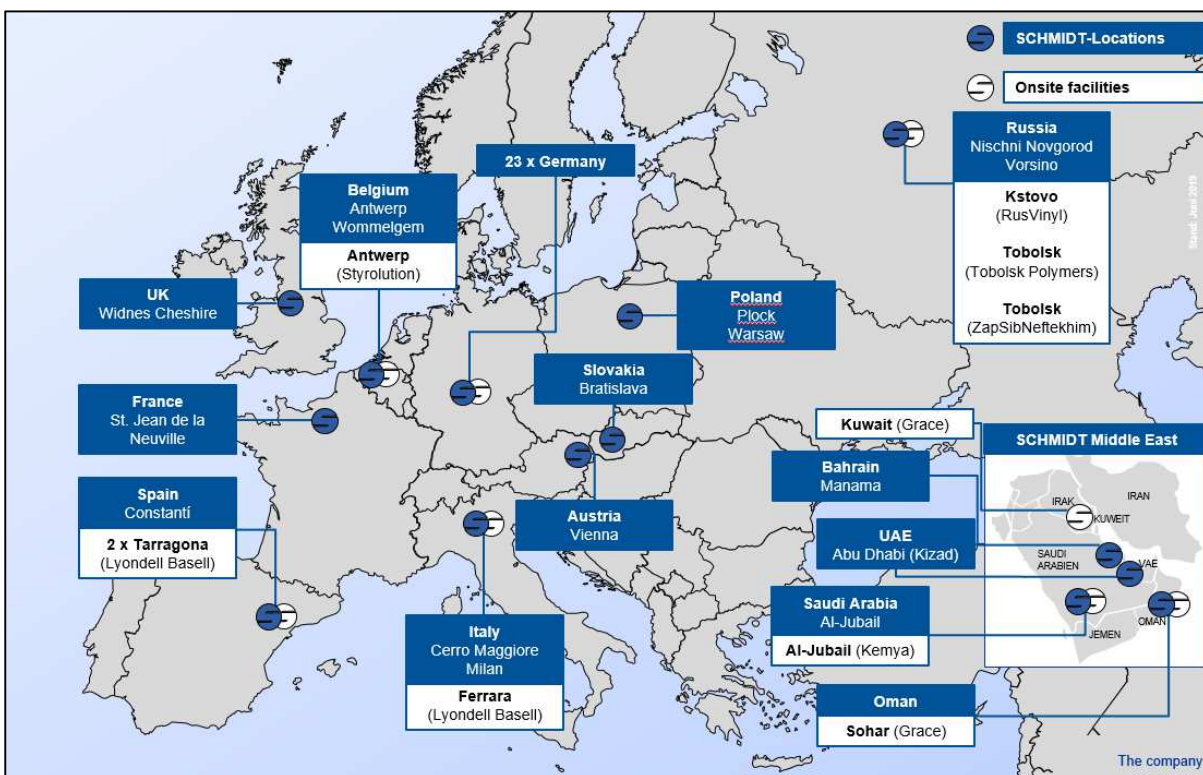 SCHMIDT-Locations
Onsite facilities
Russia
Nischni Novgorod
Vorsino
Kstovo
(RusVinyl)
Tobolsk
(Tobolsk Polymers)
Tobolsk
(ZapSibNeftekhim)
Stand: Juni 2019
23 x Germany
Belgium
Antwerp
Wommelgem
Antwerp
(Styrolution)
UK
Widnes Cheshire
Poland
Plock
Warsaw
Slovakia
Bratislava
France
St. Jean de la
Neuville
Kuwait (Grace)
SCHMIDT Middle East
Bahrain
Manama
IRAK
IRAN
KUWEIT
Spain
Constantí
2 x Tarragona
(Lyondell Basell)
Austria
Vienna
UAE
Abu Dhabi (Kizad)
SAUDI
ARABIEN
VAE
Saudi Arabia
Al-Jubail
Al-Jubail (Kemya)
OMAN
JEMEN
Italy
Cerro Maggiore
Milan
Ferrara
(Lyondell Basell)
Oman
Sohar (Grace)
The company